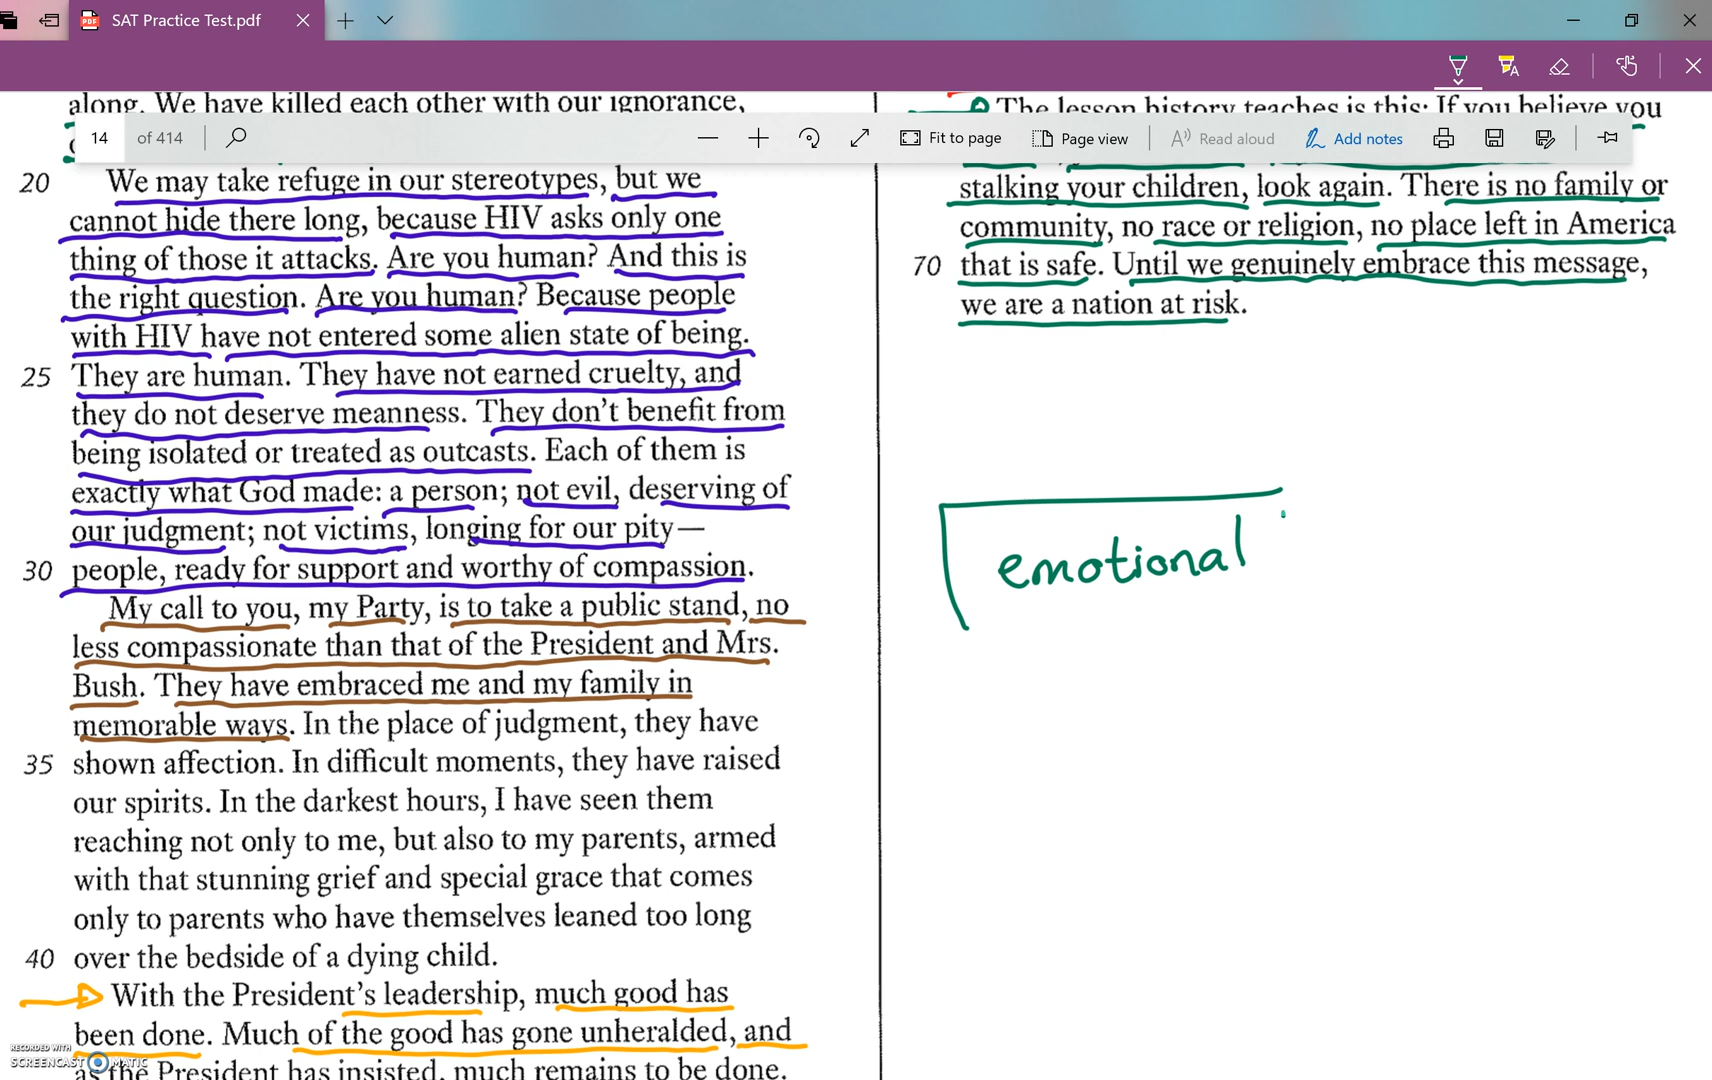 SAT Practice Test.pdf
along. We have killed each other with our ignorance,
The lesson history teaches is this: If you believe you
14 of 414
Fit to page
Page view
Read aloud
Add notes
20 We may take refuge in our stereotypes, but we
cannot hide there long, because HIV asks only one
thing of those it attacks. Are you human? And this is
the right question. Are you human? Because people
with HIV have not entered some alien state of being.
25 They are human. They have not earned cruelty, and
they do not deserve meanness. They don't benefit from
being isolated or treated as outcasts. Each of them is
exactly what God made: a person; not evil, deserving of
our judgment; not victims, longing for our pity—
30 people, ready for support and worthy of compassion.
My call to you, my Party, is to take a public stand, no
less compassionate than that of the President and Mrs.
Bush. They have embraced me and my family in
memorable ways. In the place of judgment, they have
35 shown affection. In difficult moments, they have raised
our spirits. In the darkest hours, I have seen them
reaching not only to me, but also to my parents, armed
with that stunning grief and special grace that comes
only to parents who have themselves leaned too long
40 over the bedside of a dying child.
With the President's leadership, much good has
been done. Much of the good has gone unheralded, and
as the President has insisted, much remains to be done.
stalking your children, look again. There is no family or
community, no race or religion, no place left in America
70 that is safe. Until we genuinely embrace this message,
we are a nation at risk.
emotional
RECORDED WITH
SCREENCAST MATIC